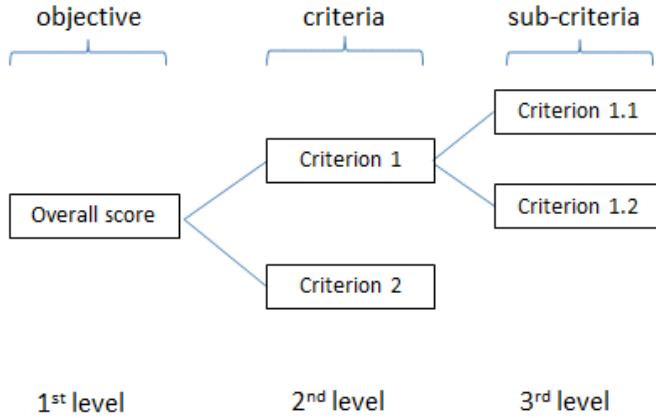 objective
criteria
sub-criteria
Criterion 1.1
Criterion 1
Overall score
Criterion 1.2
Criterion 2
1st level
2nd level
3rd level